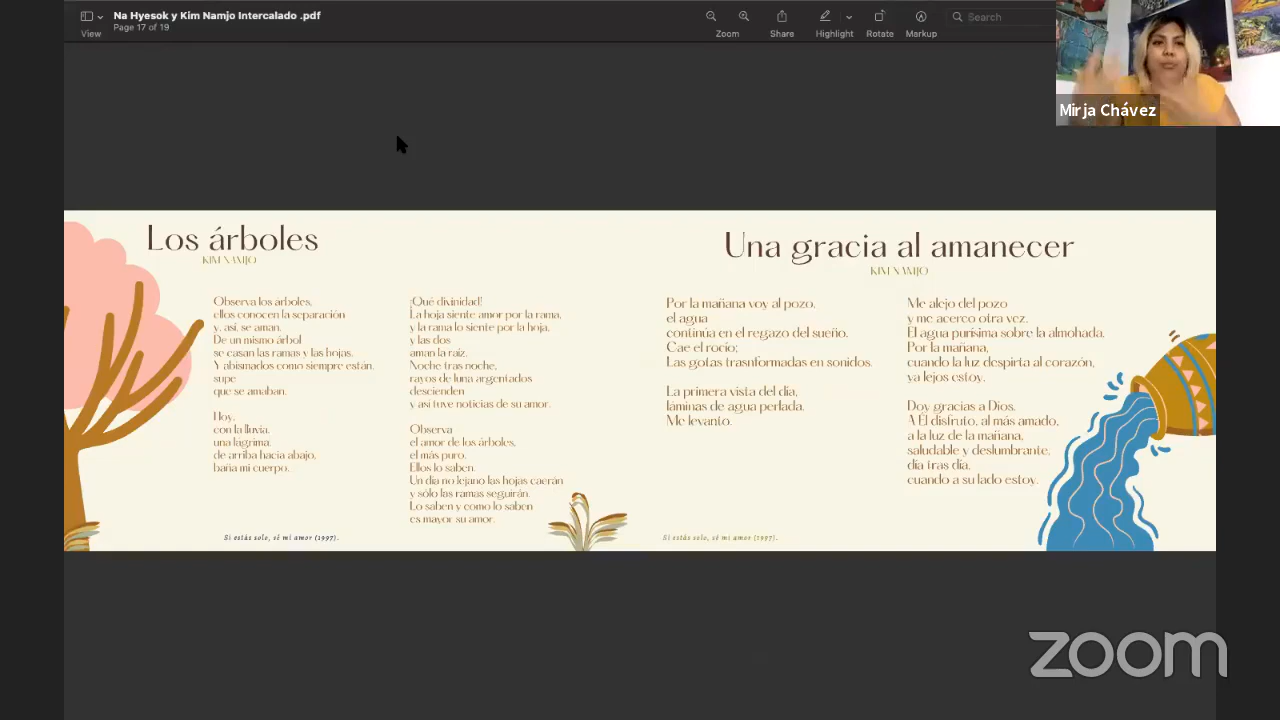 Na Hyesok y Kim Namjo Intercalado .pdf
Page 17 of 19
View
Zoom
Share
Highlight
Rotate
Markup
Search
Mirja Chávez
Los árboles
KIM NAMJO
Observa los árboles,
ellos conocen la separación
y, así, se aman.
De un mismo árbol
se casan las ramas y las hojas.
Y abismados como siempre están,
supe
que se amaban.
Hoy,
con la lluvia,
una lágrima,
de arriba hacia abajo,
baña mi cuerpo.
¡Qué divinidad!
La hoja siente amor por la rama,
y la rama lo siente por la hoja,
y las dos
aman la raíz.
Noche tras noche,
rayos de luna argentados
descienden
y así tuve noticias de su amor.
Observa
el amor de los árboles,
el más puro.
Ellos lo saben.
Un día no lejano las hojas caerán
y sólo las ramas seguirán.
Lo saben y como lo saben
es mayor su amor.
Si estás solo, sé mi amor (1997).
Una gracia al amanecer
KIM NAMJO
Por la mañana voy al pozo,
el agua
continúa en el regazo del sueño.
Cae el rocío;
Las gotas trasnformadas en sonidos.
La primera vista del día,
láminas de agua perlada.
Me levanto.
Me alejo del pozo
y me acerco otra vez.
El agua purísima sobre la almohada.
Por la mañana,
cuando la luz despirta al corazón,
ya lejos estoy.
Doy gracias a Dios.
A Él disfruto, al más amado,
a la luz de la mañana,
saludable y deslumbrante,
día tras día,
cuando a su lado estoy.
Si estás solo, sé mi amor (1997).
zoom